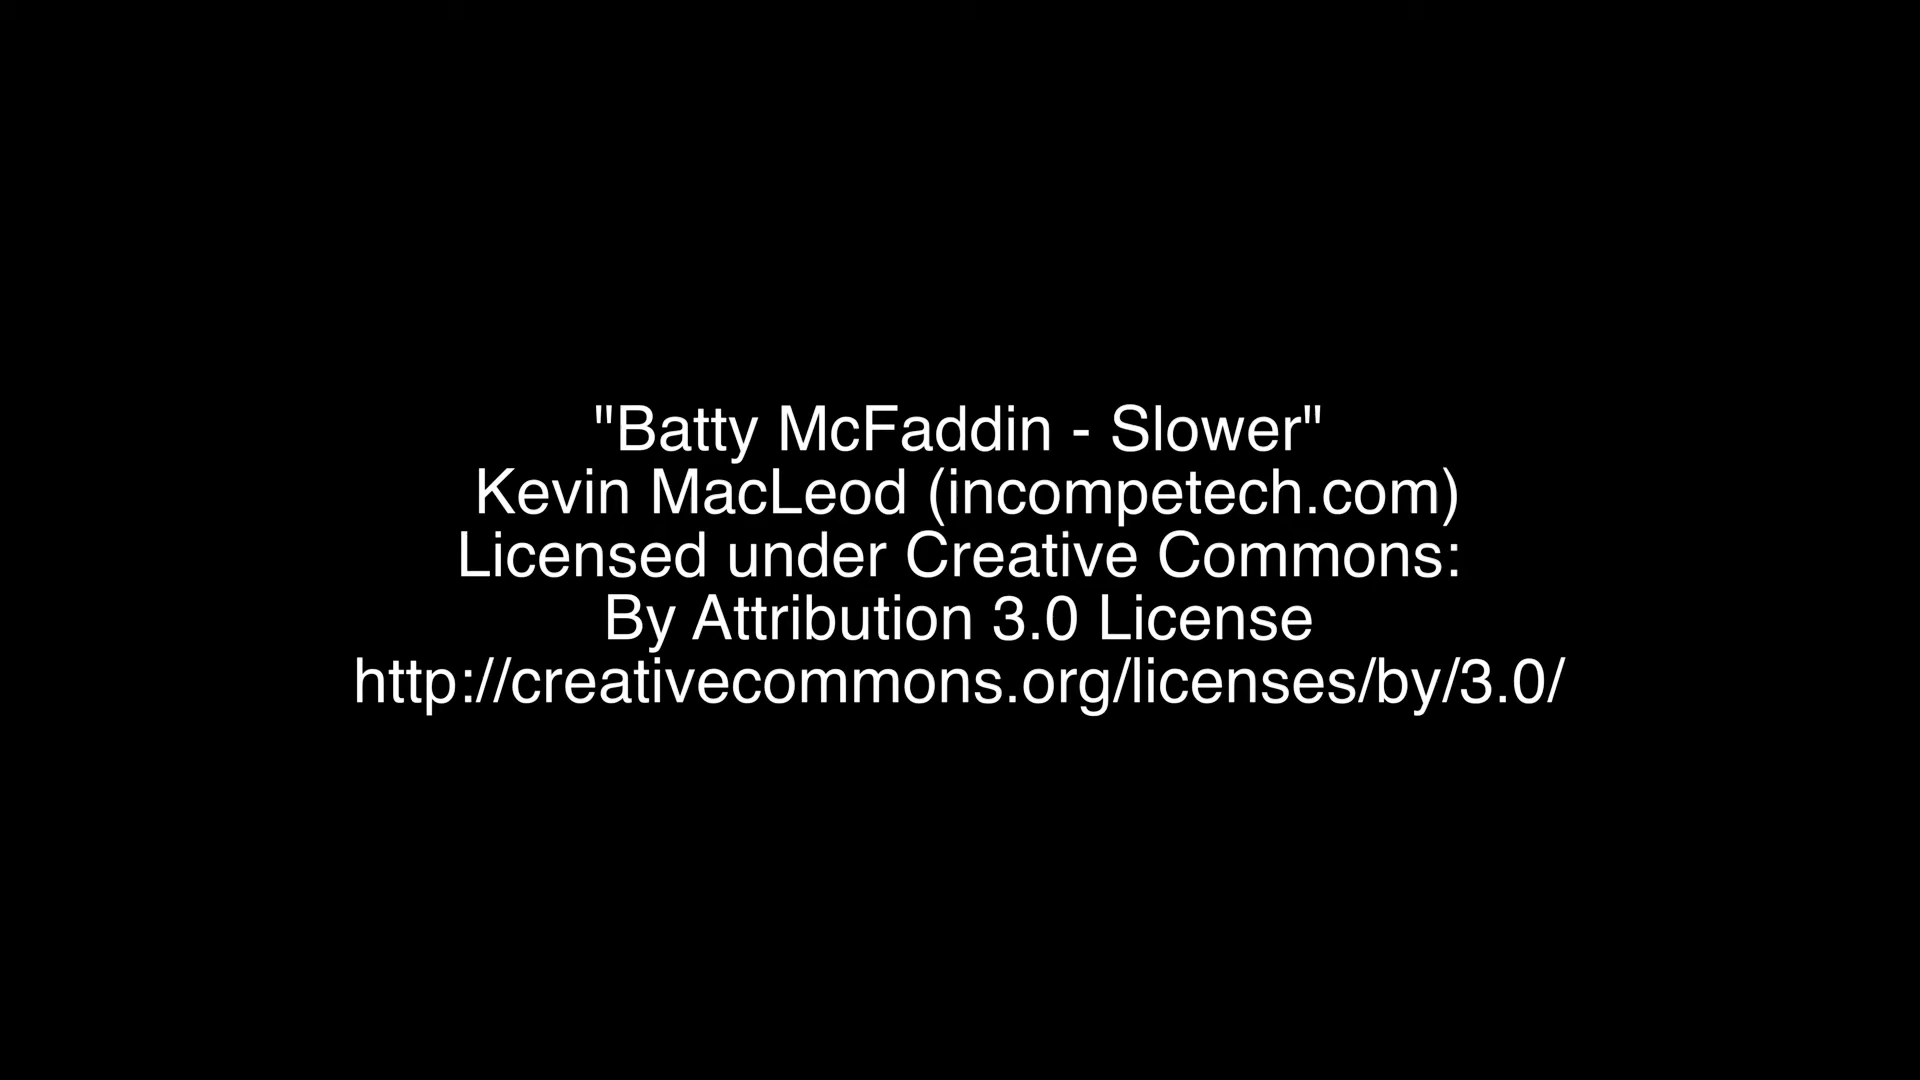 "Batty McFaddin - Slower"
Kevin MacLeod (incompetech.com)
Licensed under Creative Commons:
By Attribution 3.0 License
http://creativecommons.org/licenses/by/3.0/